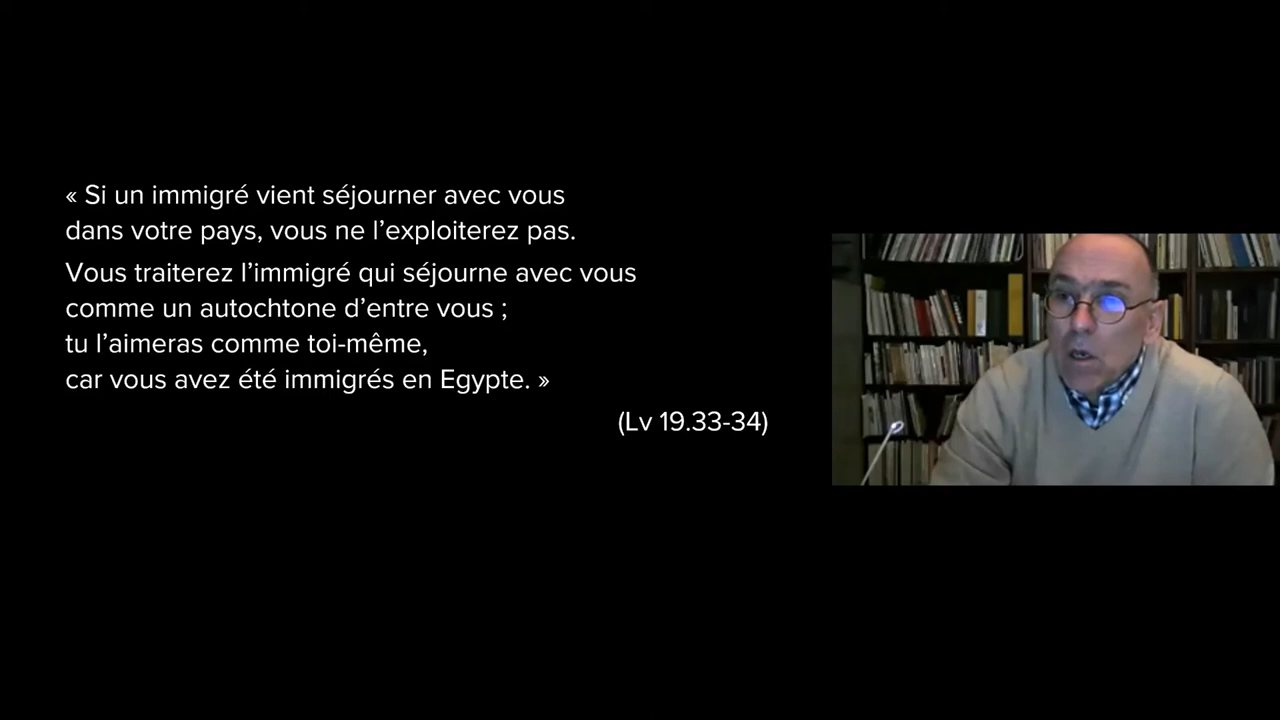 « Si un immigré vient séjourner avec vous
dans votre pays, vous ne l’exploiterez pas.
Vous traiterez l’immigré qui séjourne avec vous
comme un autochtone d’entre vous ;
tu l’aimeras comme toi-même,
car vous avez été immigrés en Egypte. »
(Lv 19.33-34)